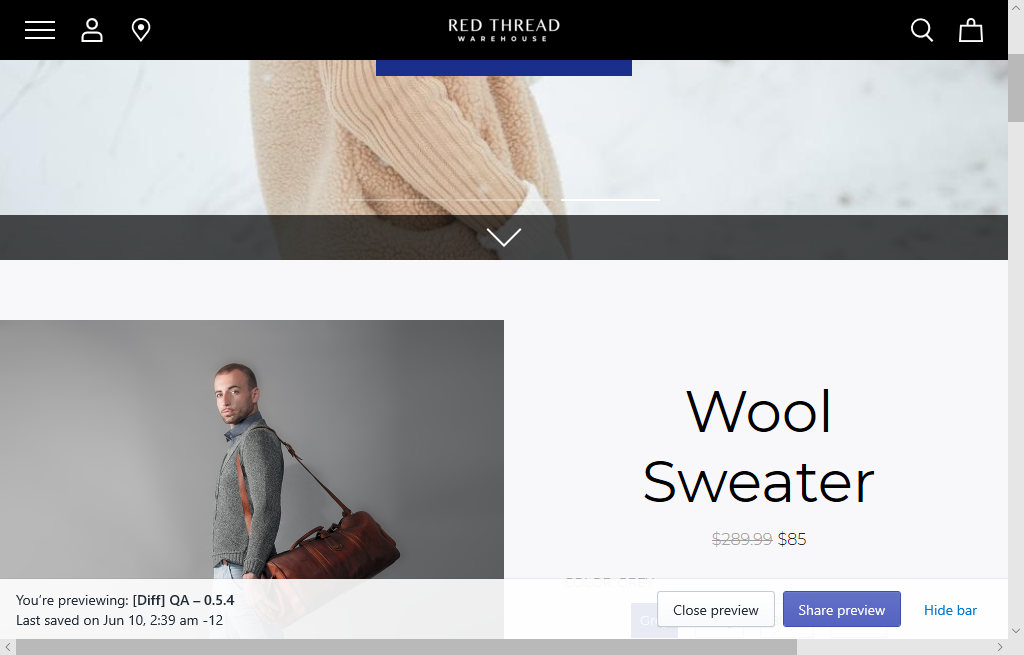 RED THREAD
WAREHOUSE
Wool
Sweater
$289.99 $85
You're previewing: [Diff] QA – 0.5.4
Last saved on Jun 10, 2:39 am -12
Close preview
Share preview
Hide bar